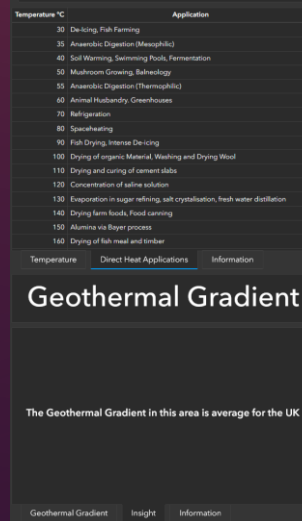 Temperature °C Application
30 De-Icing, Fish Farming
35 Anaerobic Digestion (Mesophilic)
40 Soil Warming, Swimming Pools, Fermentation
50 Mushroom Growing, Balneology
55 Anaerobic Digestion (Thermophilic)
60 Animal Husbandry, Greenhouses
70 Refrigeration
80 Spaceheating
90 Fish Drying, Intense De-icing
100 Drying of organic Material, Washing and Drying Wool
110 Drying and curing of cement slabs
120 Concentration of saline solution
130 Evaporation in sugar refining, salt crystalisation, fresh water distillation
140 Drying farm foods, Food canning
150 Alumina via Bayer process
160 Drying of fish meal and timber
Temperature Direct Heat Applications Information
Geothermal Gradient
The Geothermal Gradient in this area is average for the UK
Geothermal Gradient Insight Information